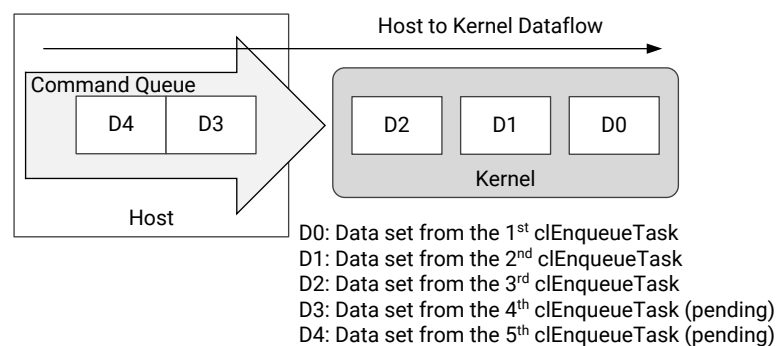 Host to Kernel Dataflow
Command Queue
D4 D3 D2 D1 D0
Kernel
Host
D0: Data set from the 1st clEnqueueTask
D1: Data set from the 2nd clEnqueueTask
D2: Data set from the 3rd clEnqueueTask
D3: Data set from the 4th clEnqueueTask (pending)
D4: Data set from the 5th clEnqueueTask (pending)